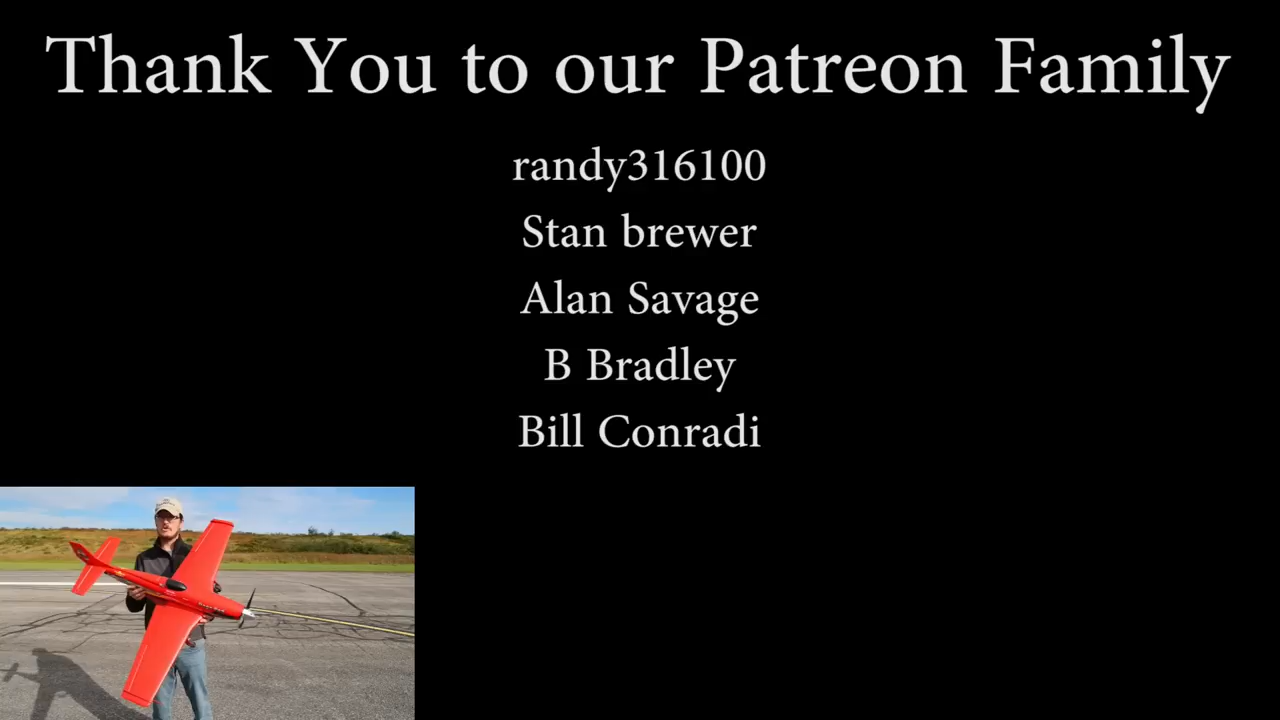 Thank You to our Patreon Family
randy316100
Stan brewer
Alan Savage
B Bradley
Bill Conradi